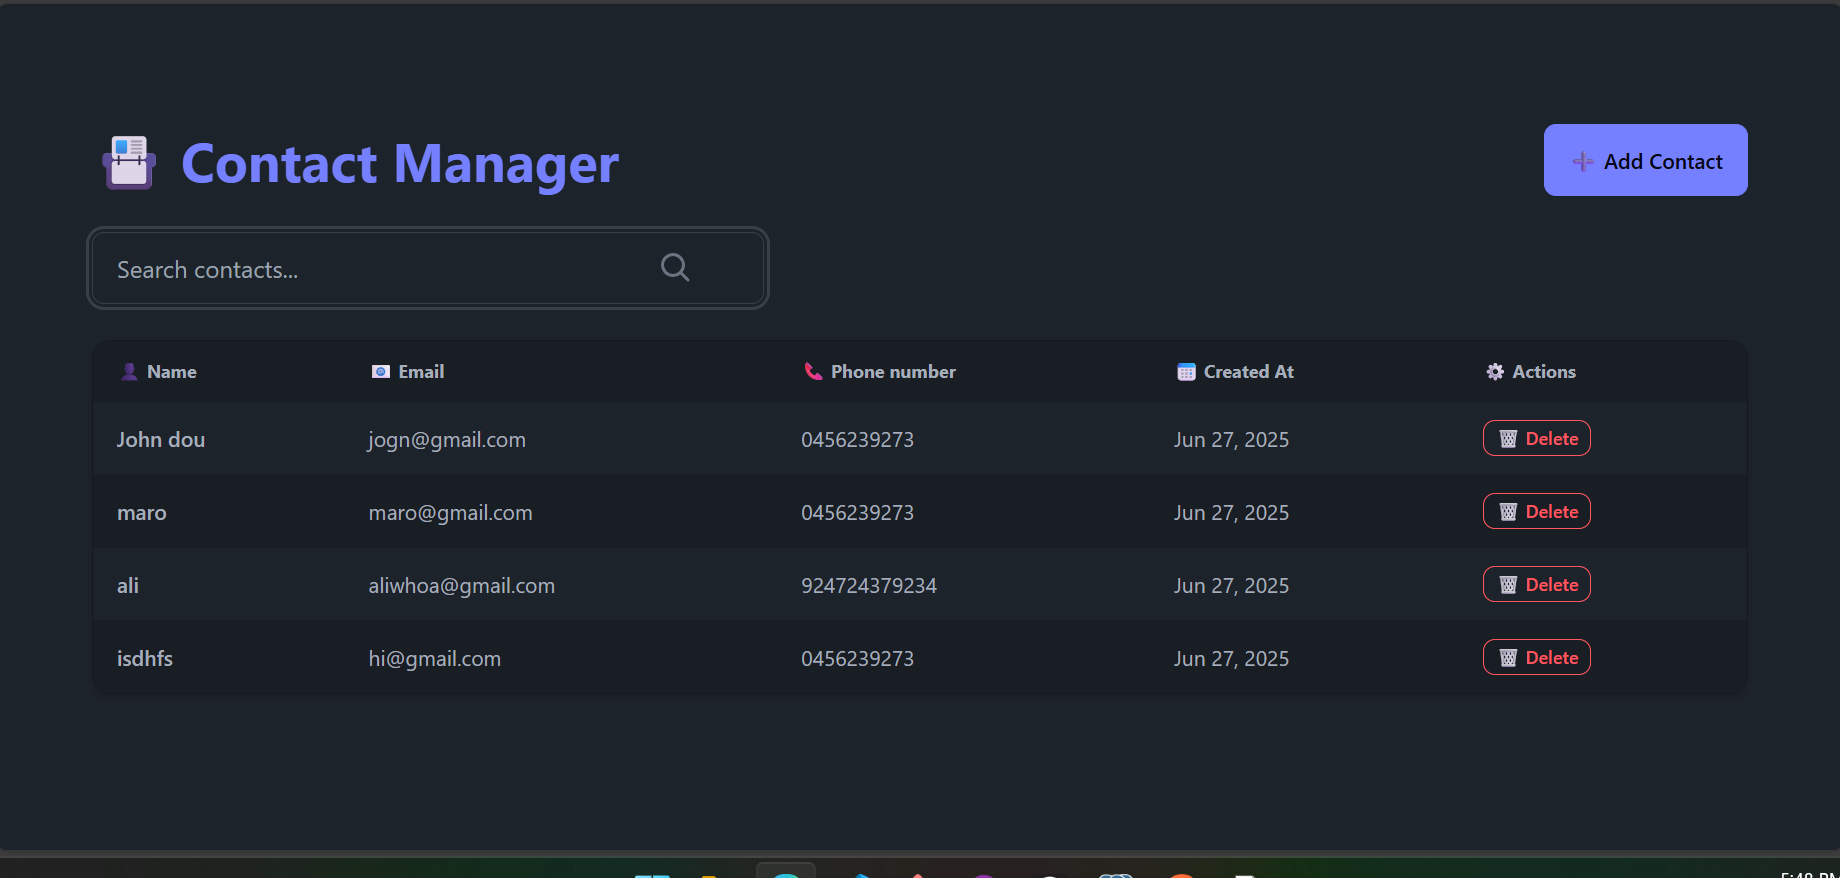 Contact Manager
Add Contact
Search contacts...
Name Email Phone number Created At Actions
John dou jogn@gmail.com 0456239273 Jun 27, 2025 Delete
maro maro@gmail.com 0456239273 Jun 27, 2025 Delete
ali aliwhoa@gmail.com 924724379234 Jun 27, 2025 Delete
isdhfs hi@gmail.com 0456239273 Jun 27, 2025 Delete